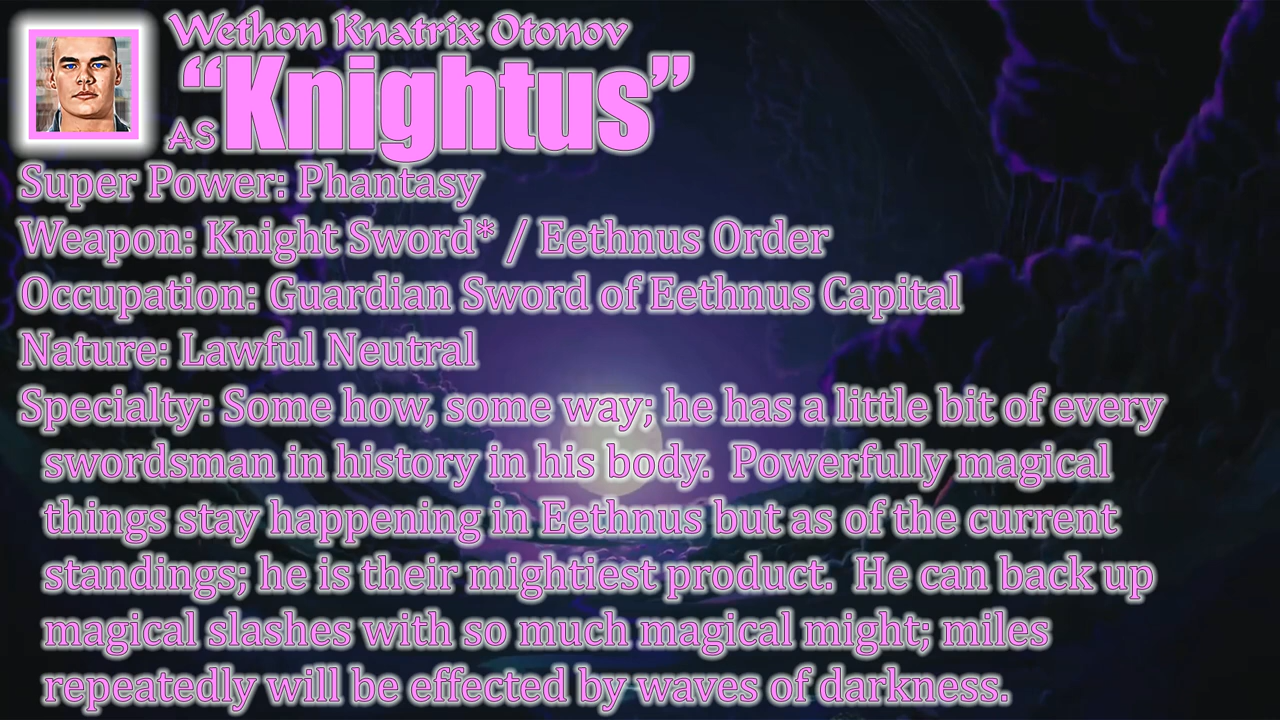 Wethon Knatrix Otonov
as "Knightus"
Super Power: Phantasy
Weapon: Knight Sword* / Eethnus Order
Occupation: Guardian Sword of Eethnus Capital
Nature: Lawful Neutral
Specialty: Some how, some way; he has a little bit of every
swordsman in history in his body.  Powerfully magical
things stay happening in Eethnus but as of the current
standings; he is their mightiest product.  He can back up
magical slashes with so much magical might; miles
repeatedly will be effected by waves of darkness.